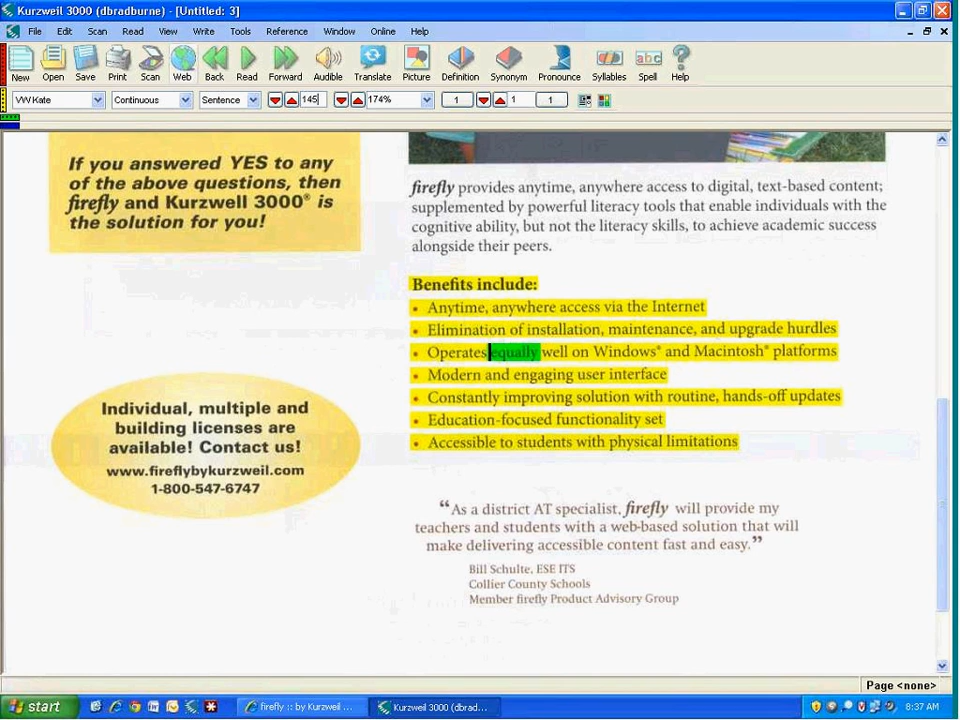 Kurzweil 3000 (dbradburne) - [Untitled: 3]
File Edit Scan Read View Write Tools Reference Window Online Help
New Open Save Print Scan Web Back Read Forward Audible Translate Picture Definition Synonym Pronounce Syllables Spell Help
VW Kate Continuous Sentence 145 174% 1 1 1
If you answered YES to any
of the above questions, then
firefly and Kurzweil 3000® is
the solution for you!
firefly provides anytime, anywhere access to digital, text-based content;
supplemented by powerful literacy tools that enable individuals with the
cognitive ability, but not the literacy skills, to achieve academic success
alongside their peers.
Benefits include:
• Anytime, anywhere access via the Internet
• Elimination of installation, maintenance, and upgrade hurdles
• Operates equally well on Windows® and Macintosh® platforms
• Modern and engaging user interface
• Constantly improving solution with routine, hands-off updates
• Education-focused functionality set
• Accessible to students with physical limitations
Individual, multiple and
building licenses are
available! Contact us!
www.fireflybykurzweil.com
1-800-547-6747
“As a district AT specialist, firefly will provide my
teachers and students with a web-based solution that will
make delivering accessible content fast and easy.”
Bill Schulte, ESE ITS
Collier County Schools
Member firefly Product Advisory Group
Page <none>
start firefly :: by Kurzweil ... Kurzweil 3000 (dbrad... 8:37 AM